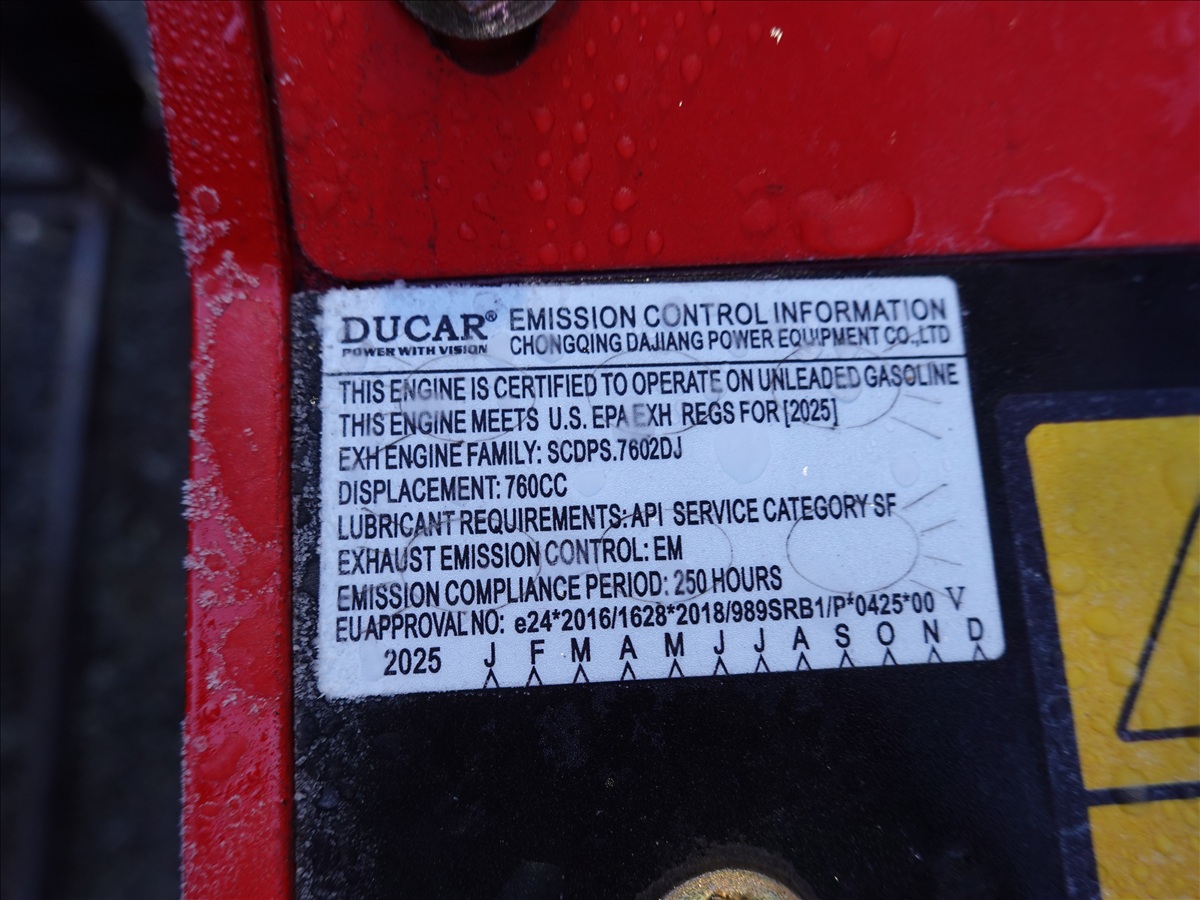 DUCAR®
POWER WITH VISION
EMISSION CONTROL INFORMATION
CHONGQING DAJIANG POWER EQUIPMENT CO.,LTD
THIS ENGINE IS CERTIFIED TO OPERATE ON UNLEADED GASOLINE
THIS ENGINE MEETS U.S. EPA EXH REGS FOR [2025]
EXH ENGINE FAMILY: SCDPS.7602DJ
DISPLACEMENT: 760CC
LUBRICANT REQUIREMENTS: API SERVICE CATEGORY SF
EXHAUST EMISSION CONTROL: EM
EMISSION COMPLIANCE PERIOD: 250 HOURS
EU APPROVAL NO: e24*2016/1628*2018/989SRB1/P*0425*00 V
2025 J F M A M J J A S O N D